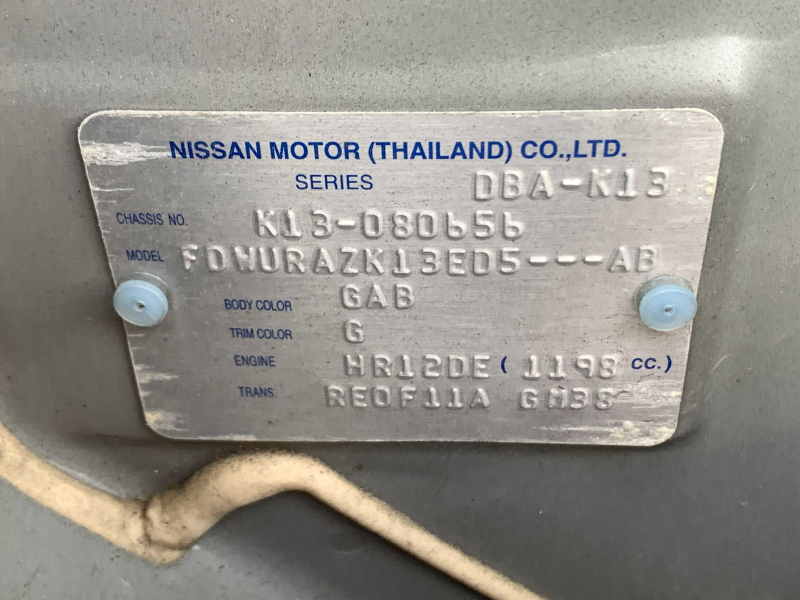 NISSAN MOTOR (THAILAND) CO.,LTD.
SERIES DBA-K13
CHASSIS NO. K13-080656
MODEL FDWURAZK13ED5---AB
BODY COLOR GAB
TRIM COLOR G
ENGINE HR12DE ( 1198 CC.)
TRANS. RE0F11A GH38